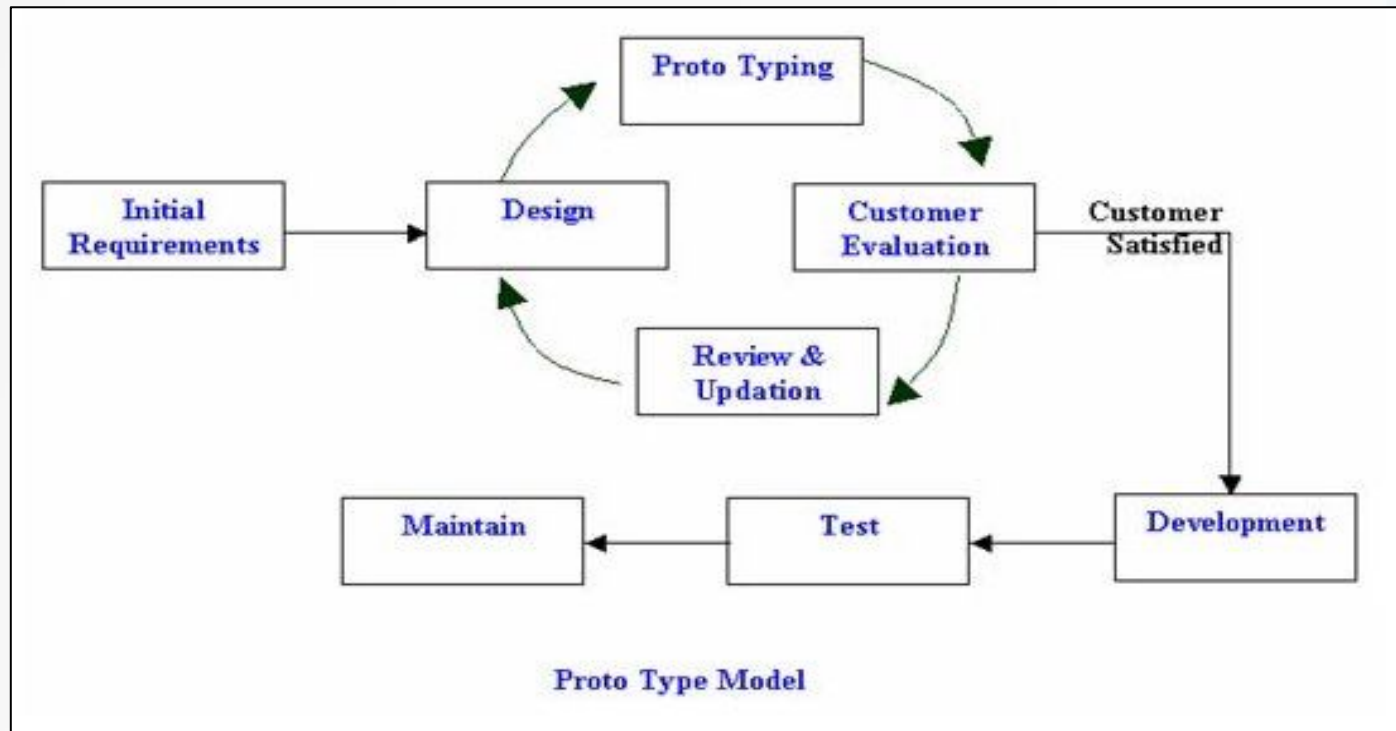 Proto Typing
Initial
Requirements
Design
Customer
Evaluation
Customer
Satisfied
Review &
Updation
Maintain
Test
Development
Proto Type Model